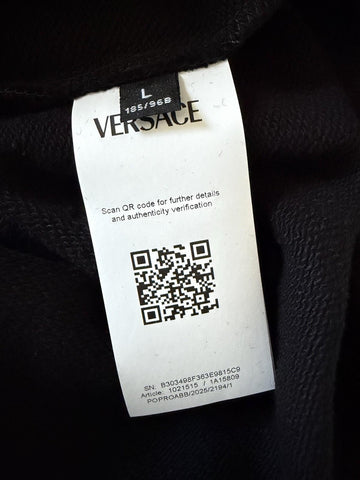 L
185/96B
VERSACE
Scan QR code for further details
and authenticity verification
SN: B303498F363E9815C9
Article: 1021515 / 1A15809
POPROABB/2025/2194/1